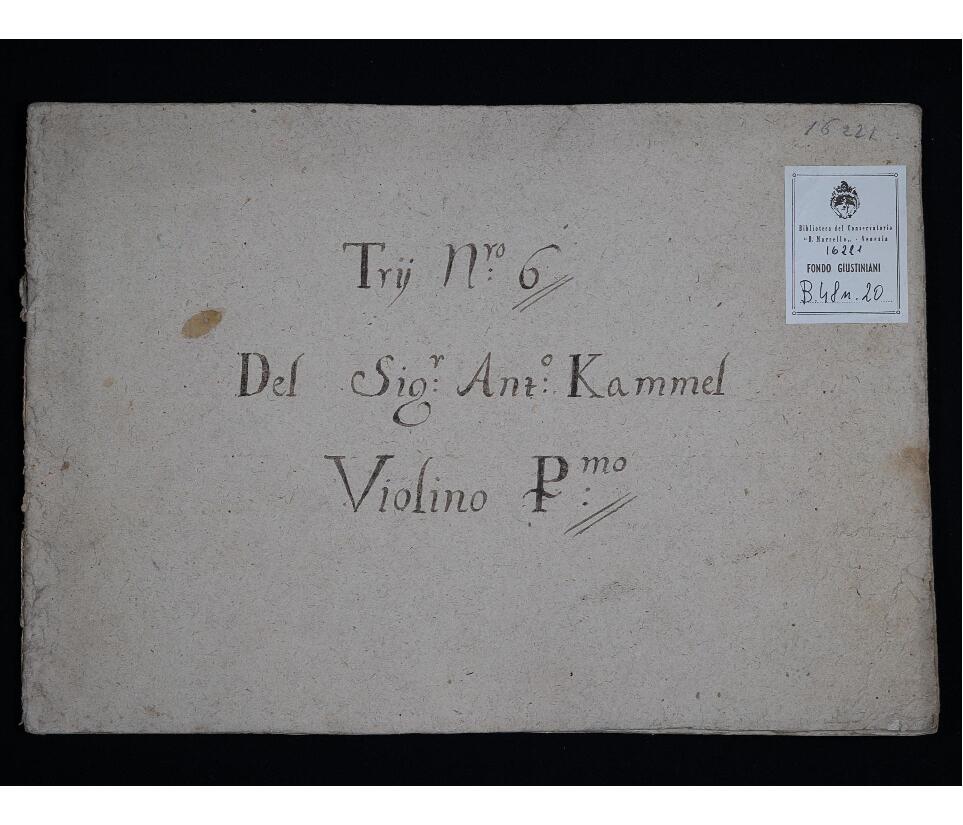 16221
Biblioteca del Conservatorio
"B. Marcello" - Venezia
16221
FONDO GIUSTINIANI
B.48 n.20
Trij Nro: 6
Del Sigr: Anto: Kammel
Violino Pmo: